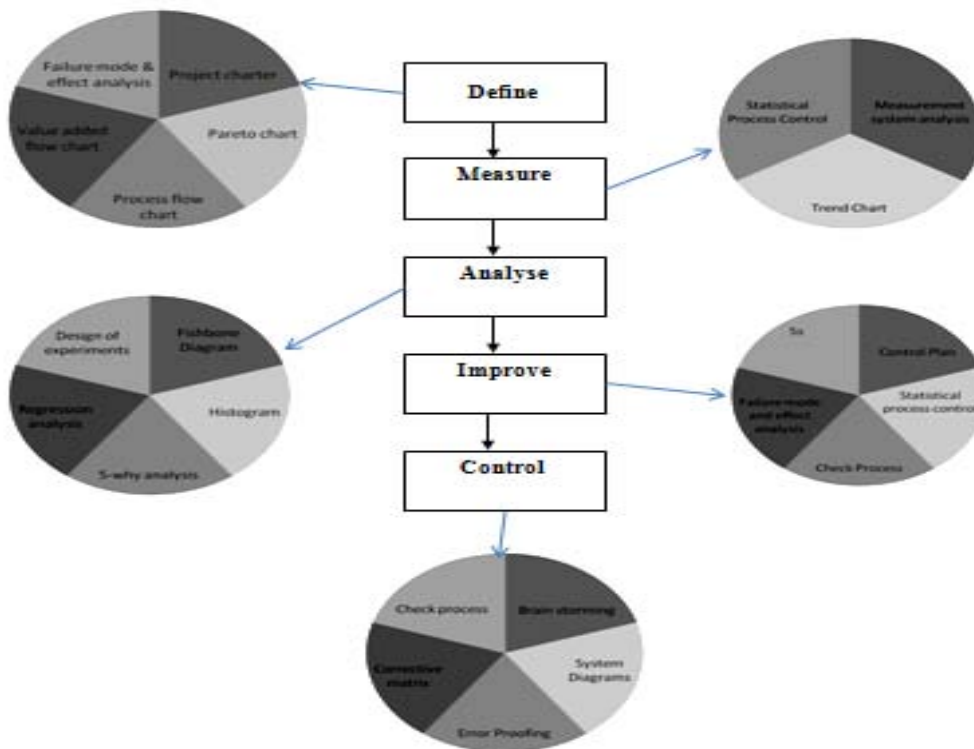 Define
Measure
Analyse
Improve
Control
Failure mode &
effect analysis
Project charter
Pareto chart
Process flow
chart
Value added
flow chart
Statistical
Process Control
Measurement
system analysis
Trend Chart
Design of
experiments
Fishbone
Diagram
Histogram
5-why analysis
Regression
analysis
5s
Control Plan
Statistical
process control
Check Process
Failure mode
and effect
analysis
Check process
Brain storming
System
Diagrams
Error Proofing
Corrective
matrix